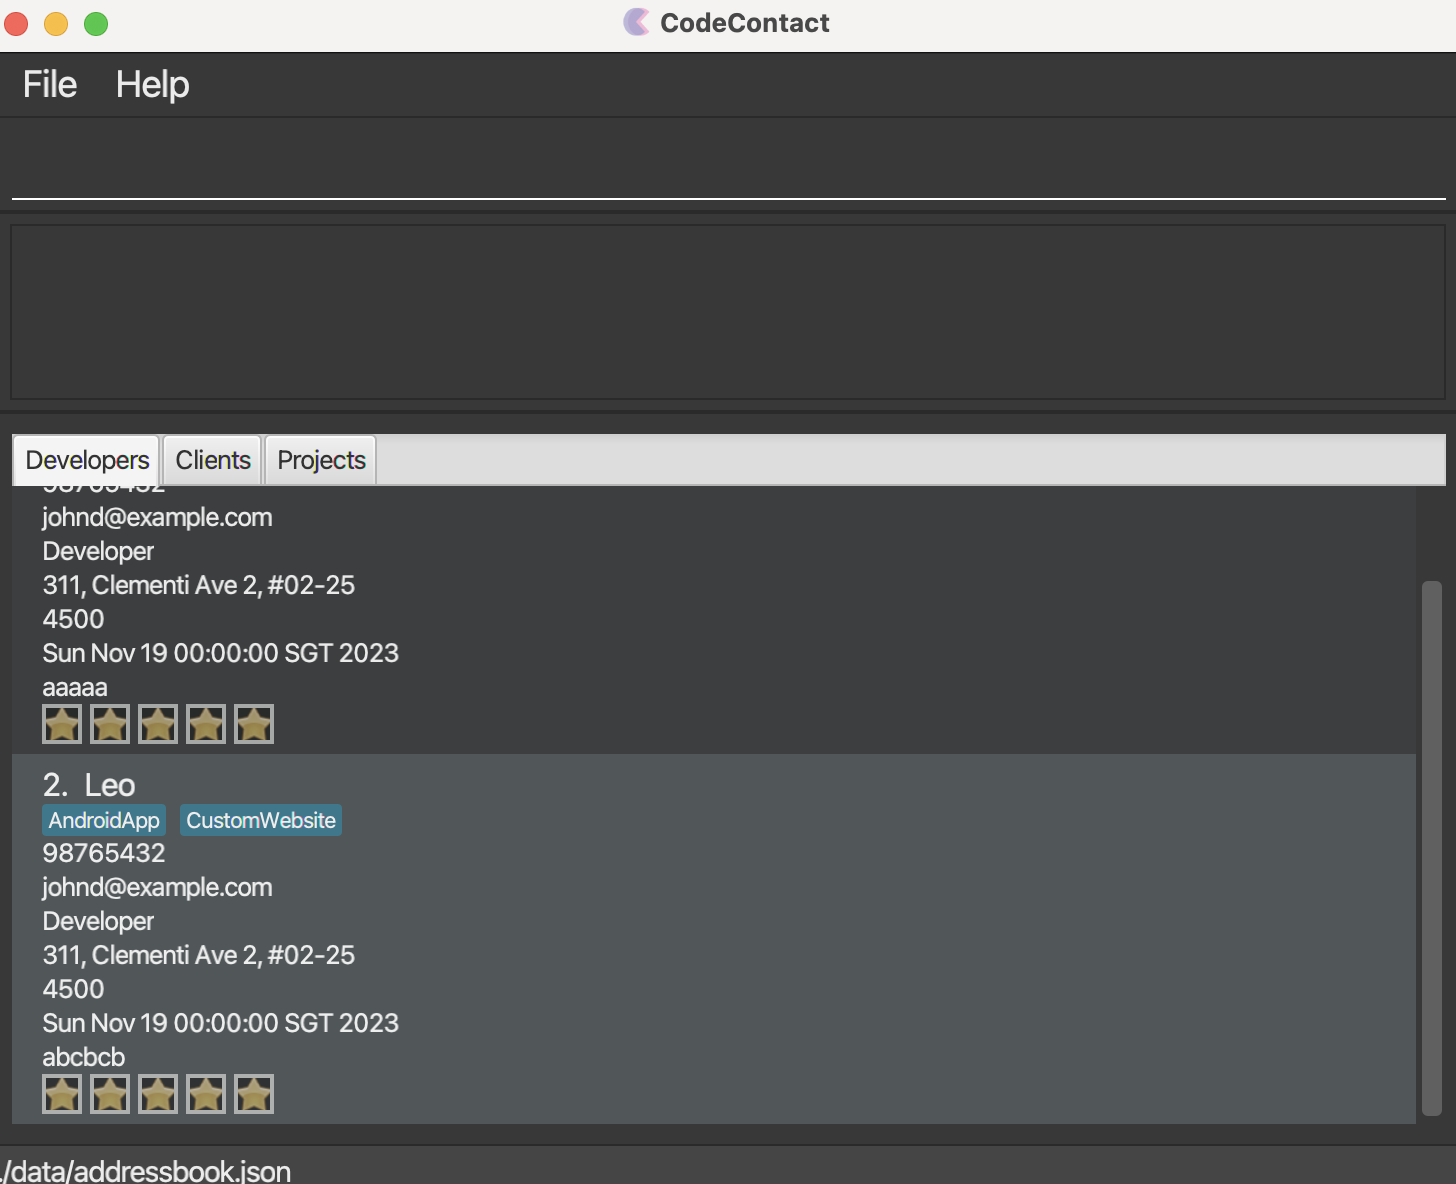 CodeContact
File Help
Developers Clients Projects
98765432
johnd@example.com
Developer
311, Clementi Ave 2, #02-25
4500
Sun Nov 19 00:00:00 SGT 2023
aaaaa
2. Leo
AndroidApp CustomWebsite
98765432
johnd@example.com
Developer
311, Clementi Ave 2, #02-25
4500
Sun Nov 19 00:00:00 SGT 2023
abcbcb
./data/addressbook.json